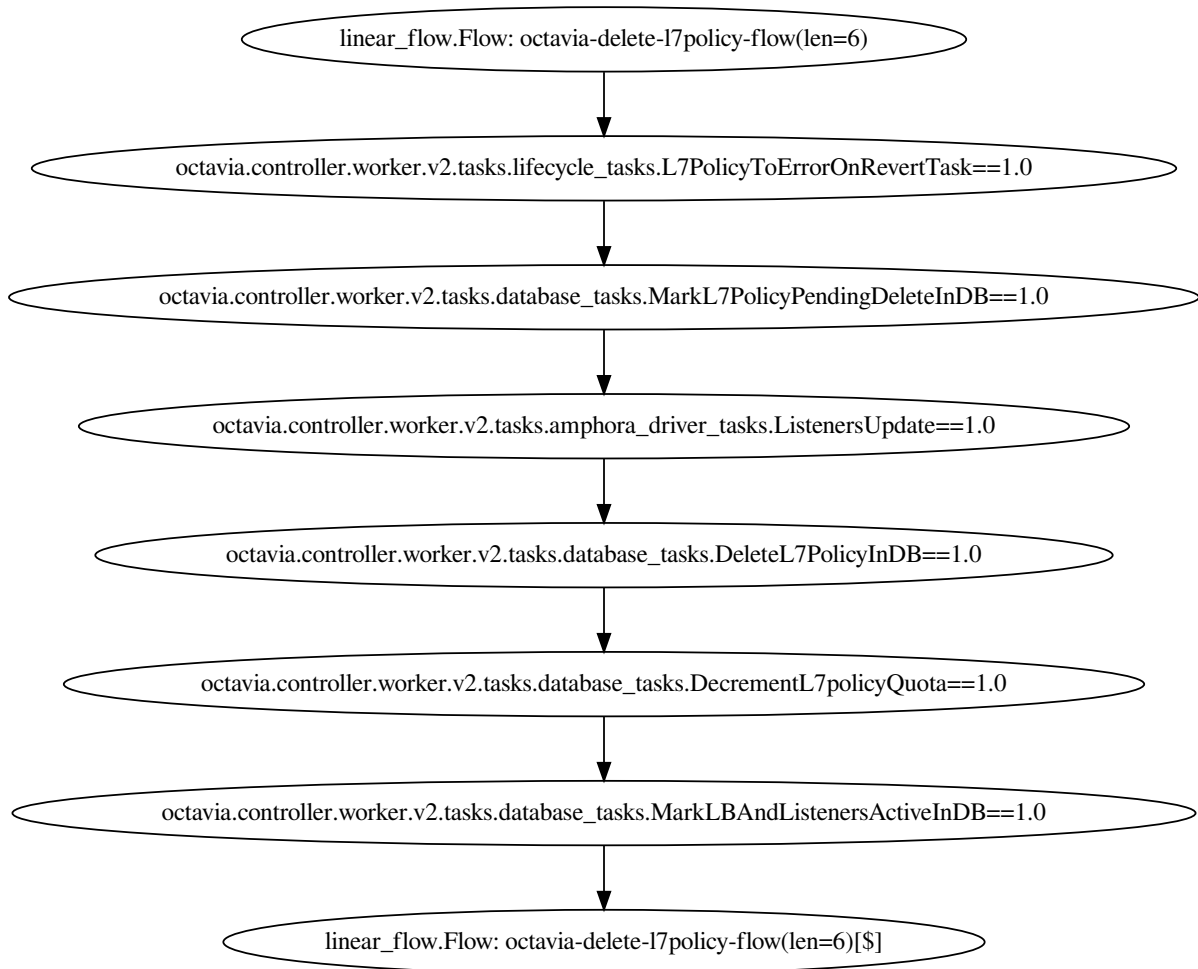 linear_flow.Flow: octavia-delete-l7policy-flow(len=6)
octavia.controller.worker.v2.tasks.lifecycle_tasks.L7PolicyToErrorOnRevertTask==1.0
octavia.controller.worker.v2.tasks.database_tasks.MarkL7PolicyPendingDeleteInDB==1.0
octavia.controller.worker.v2.tasks.amphora_driver_tasks.ListenersUpdate==1.0
octavia.controller.worker.v2.tasks.database_tasks.DeleteL7PolicyInDB==1.0
octavia.controller.worker.v2.tasks.database_tasks.DecrementL7policyQuota==1.0
octavia.controller.worker.v2.tasks.database_tasks.MarkLBAndListenersActiveInDB==1.0
linear_flow.Flow: octavia-delete-l7policy-flow(len=6)[$]